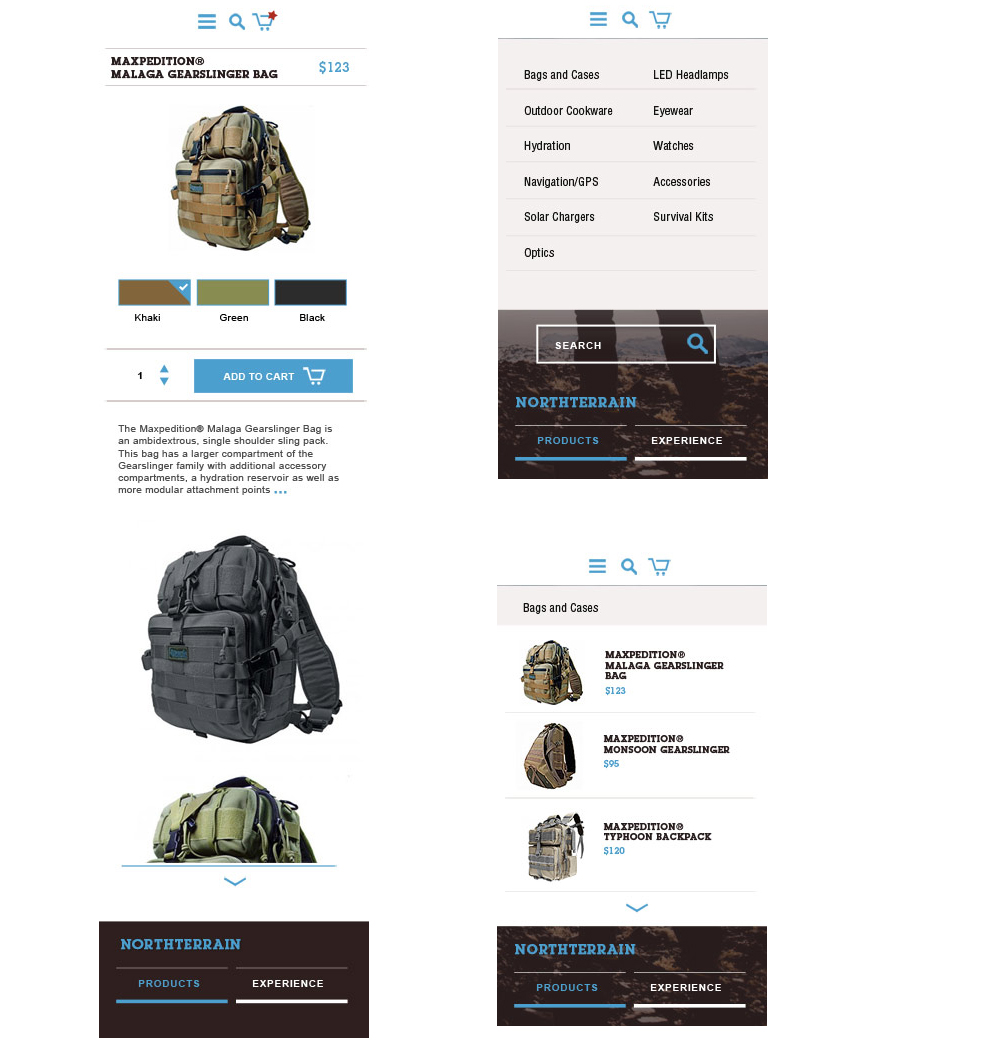 MAXPEDITION®
MALAGA GEARSLINGER BAG
$123
Khaki
Green
Black
1
ADD TO CART
The Maxpedition® Malaga Gearslinger Bag is
an ambidextrous, single shoulder sling pack.
This bag has a larger compartment of the
Gearslinger family with additional accessory
compartments, a hydration reservoir as well as
more modular attachment points ...
NORTHTERRAIN
PRODUCTS
EXPERIENCE
Bags and Cases
LED Headlamps
Outdoor Cookware
Eyewear
Hydration
Watches
Navigation/GPS
Accessories
Solar Chargers
Survival Kits
Optics
SEARCH
NORTHTERRAIN
PRODUCTS
EXPERIENCE
Bags and Cases
MAXPEDITION®
MALAGA GEARSLINGER
BAG
$123
MAXPEDITION®
MONSOON GEARSLINGER
$95
MAXPEDITION®
TYPHOON BACKPACK
$120
NORTHTERRAIN
PRODUCTS
EXPERIENCE